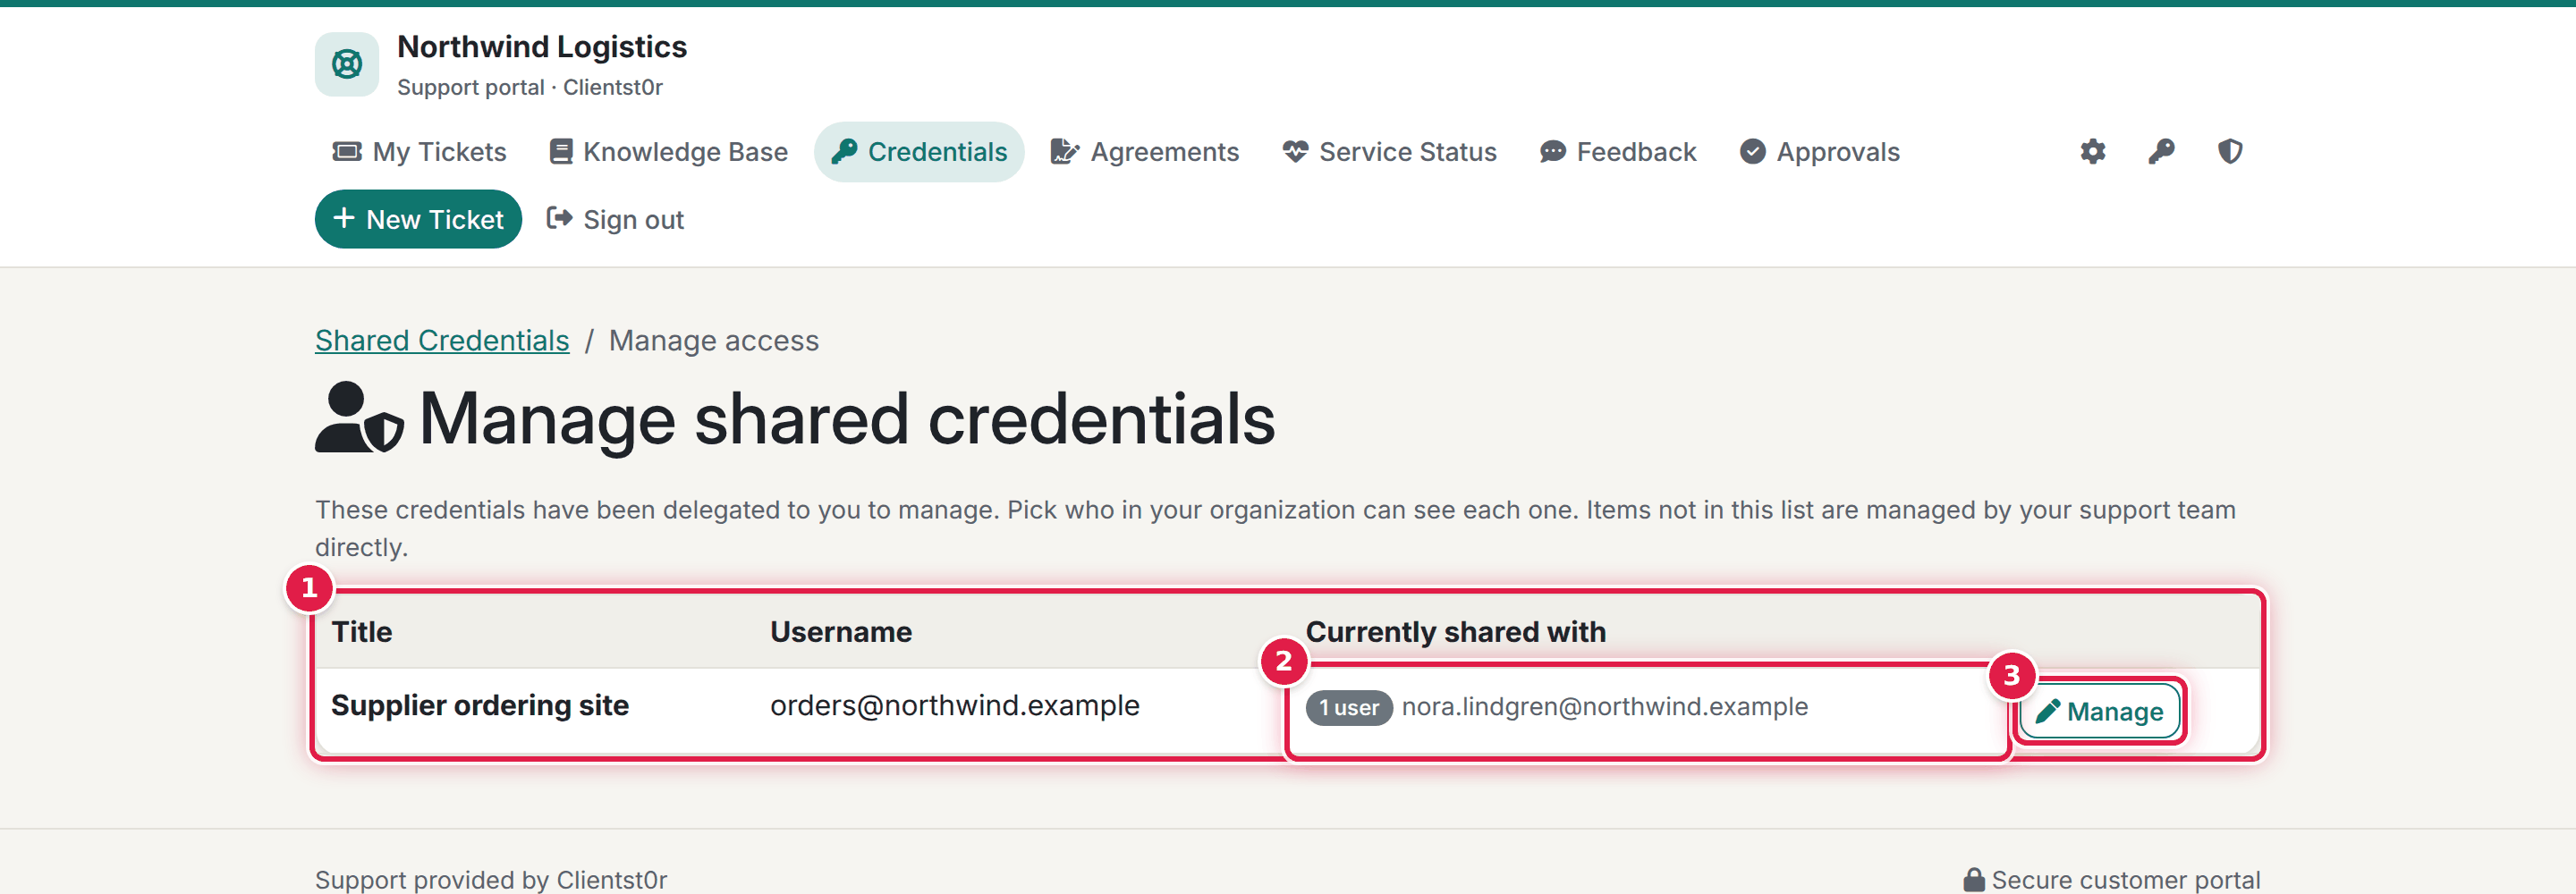 Northwind Logistics
Support portal · Clientst0r
My Tickets Knowledge Base Credentials Agreements Service Status Feedback Approvals
+ New Ticket Sign out
Shared Credentials / Manage access
Manage shared credentials
These credentials have been delegated to you to manage. Pick who in your organization can see each one. Items not in this list are managed by your support team
directly.
1
Title Username Currently shared with
2 3
Supplier ordering site orders@northwind.example 1 user nora.lindgren@northwind.example Manage
Support provided by Clientst0r Secure customer portal